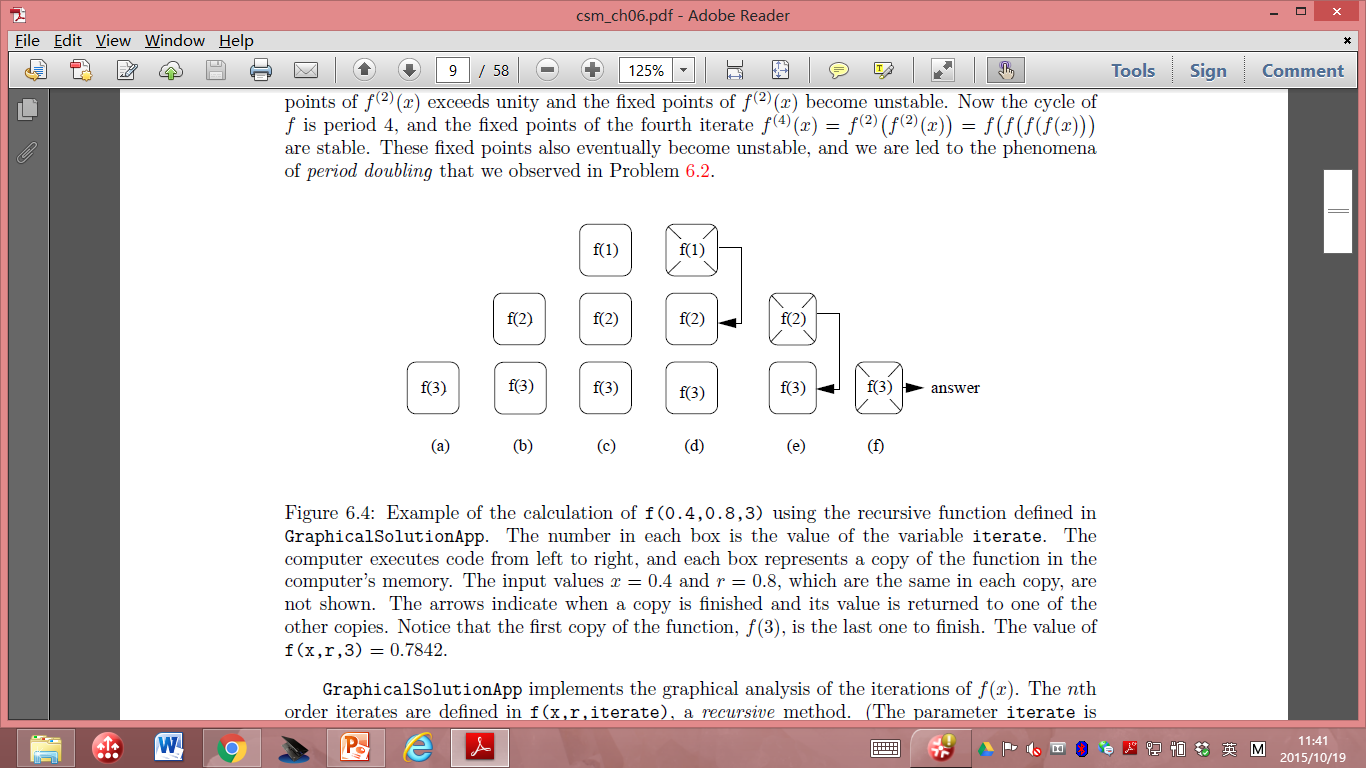 csm_ch06.pdf - Adobe Reader
File Edit View Window Help
9 / 58 125% Tools Sign Comment
points of f⁽²⁾(x) exceeds unity and the fixed points of f⁽²⁾(x) become unstable. Now the cycle of
f is period 4, and the fixed points of the fourth iterate f⁽⁴⁾(x) = f⁽²⁾(f⁽²⁾(x)) = f(f(f(f(x)))
are stable. These fixed points also eventually become unstable, and we are led to the phenomena
of period doubling that we observed in Problem 6.2.
f(1) f(1)
f(2) f(2) f(2) f(2)
f(3) f(3) f(3) f(3) f(3) f(3) answer
(a) (b) (c) (d) (e) (f)
Figure 6.4: Example of the calculation of f(0.4,0.8,3) using the recursive function defined in
GraphicalSolutionApp. The number in each box is the value of the variable iterate. The
computer executes code from left to right, and each box represents a copy of the function in the
computer's memory. The input values x = 0.4 and r = 0.8, which are the same in each copy, are
not shown. The arrows indicate when a copy is finished and its value is returned to one of the
other copies. Notice that the first copy of the function, f(3), is the last one to finish. The value of
f(x,r,3) = 0.7842.
GraphicalSolutionApp implements the graphical analysis of the iterations of f(x). The nth
order iterates are defined in f(x,r,iterate), a recursive method. (The parameter iterate is
英 M 11:41
2015/10/19